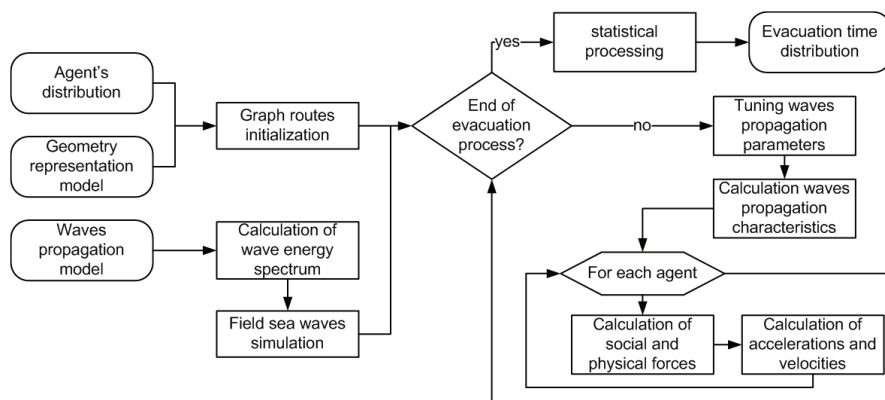 Agent's
distribution
Geometry
representation
model
Waves
propagation
model
Graph routes
initialization
Calculation of
wave energy
spectrum
Field sea waves
simulation
End of
evacuation
process?
yes
statistical
processing
Evacuation time
distribution
no
Tuning waves
propagation
parameters
Calculation waves
propagation
characteristics
For each agent
Calculation of
social and
physical forces
Calculation of
accelerations and
velocities